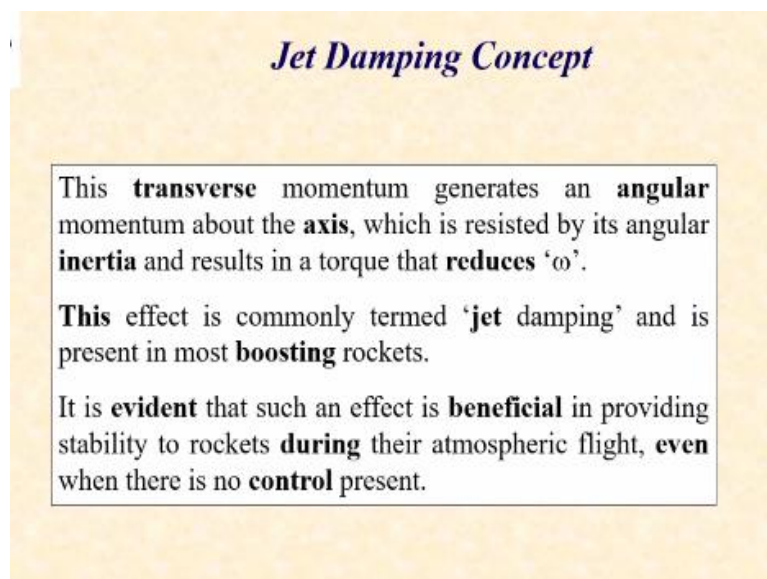 Jet Damping Concept
This transverse momentum generates an angular
momentum about the axis, which is resisted by its angular
inertia and results in a torque that reduces ‘ω’.
This effect is commonly termed ‘jet damping’ and is
present in most boosting rockets.
It is evident that such an effect is beneficial in providing
stability to rockets during their atmospheric flight, even
when there is no control present.